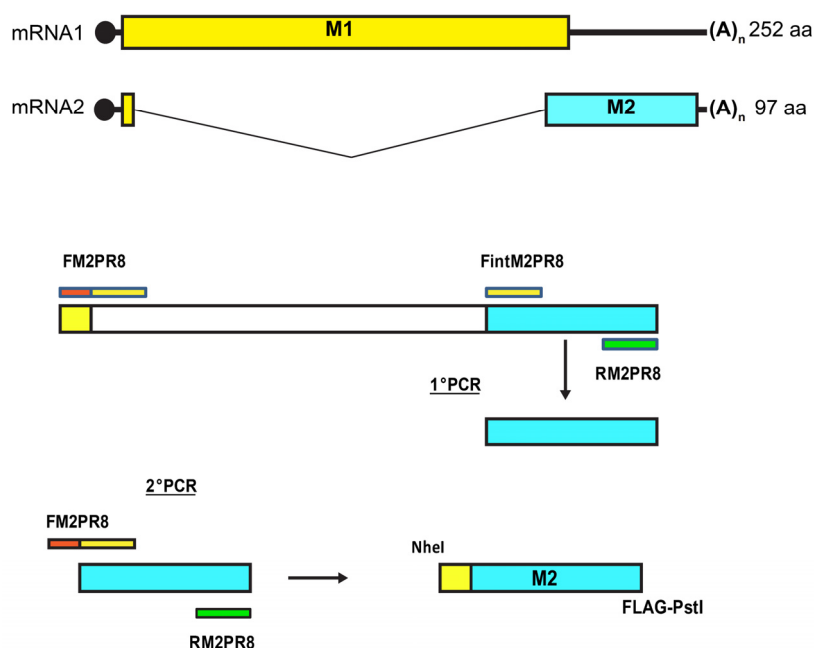 mRNA1 M1 (A)n 252 aa
mRNA2 M2 (A)n 97 aa
FM2PR8 FintM2PR8
RM2PR8
1°PCR
2°PCR
FM2PR8
NheI
M2
FLAG-PstI
RM2PR8